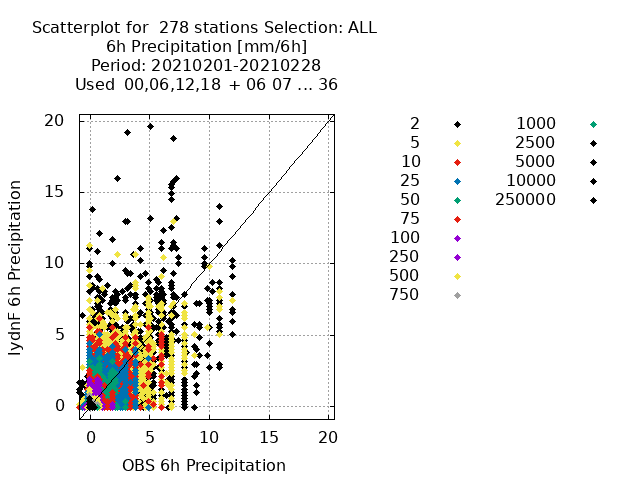 Scatterplot for  278 stations Selection: ALL
6h Precipitation [mm/6h]
Period: 20210201-20210228
Used  00,06,12,18 + 06 07 ... 36
20
15
10
5
0
0 5 10 15 20
IydnF 6h Precipitation
OBS 6h Precipitation
2
5
10
25
50
75
100
250
500
750
1000
2500
5000
10000
250000